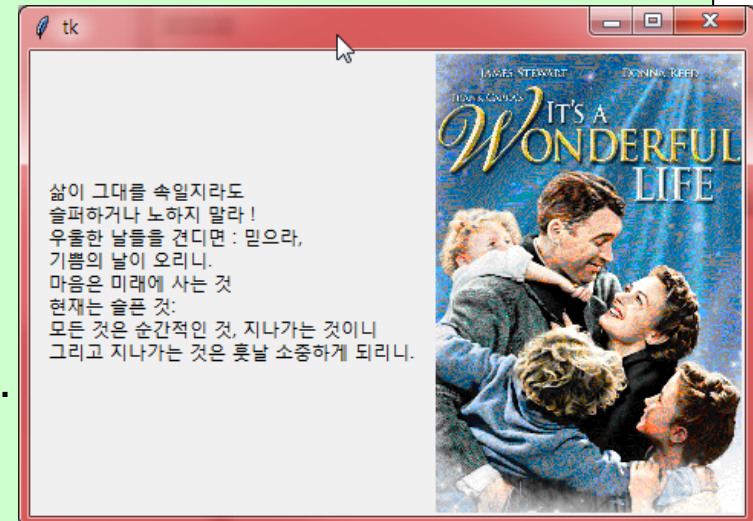 tk
삶이 그대를 속일지라도
슬퍼하거나 노하지 말라 !
우울한 날들을 견디면 : 믿으라,
기쁨의 날이 오리니.
마음은 미래에 사는 것
현재는 슬픈 것:
모든 것은 순간적인 것, 지나가는 것이니
그리고 지나가는 것은 훗날 소중하게 되리니.
JAMES STEWART DONNA REED
FRANK CAPRA'S
IT'S A
WONDERFUL
LIFE
.